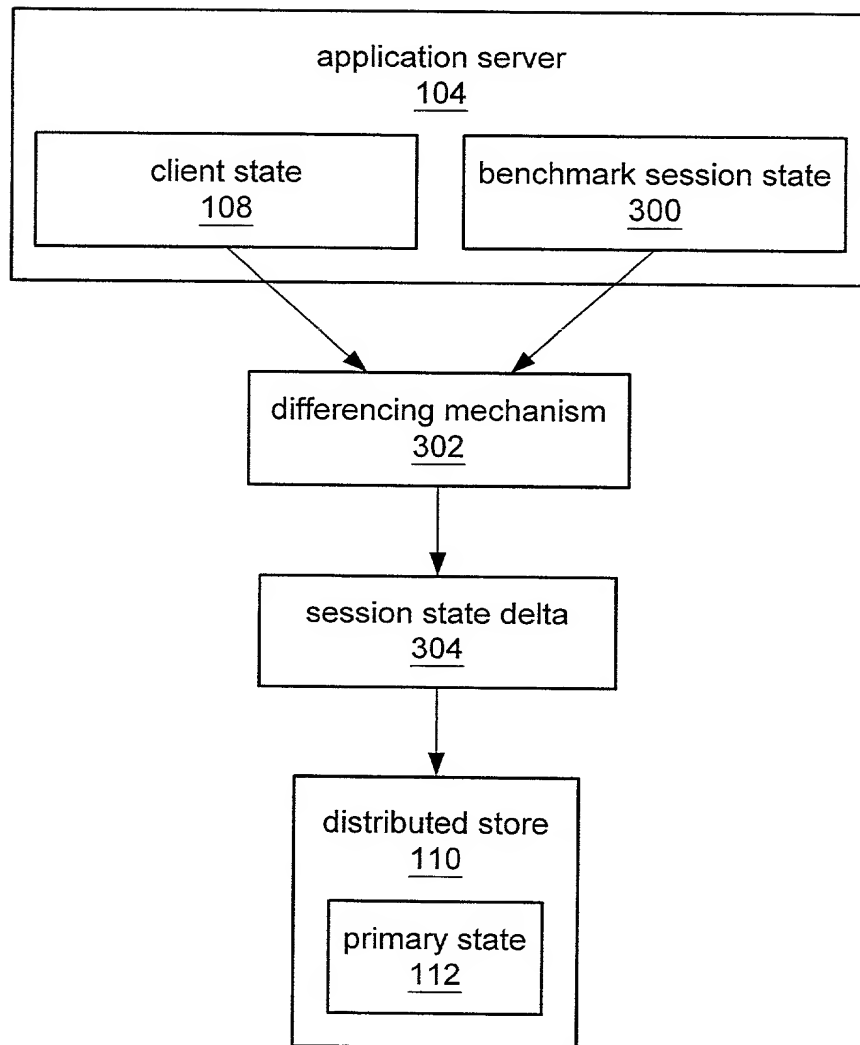 application server
104
client state
108
benchmark session state
300
differencing mechanism
302
session state delta
304
distributed store
110
primary state
112